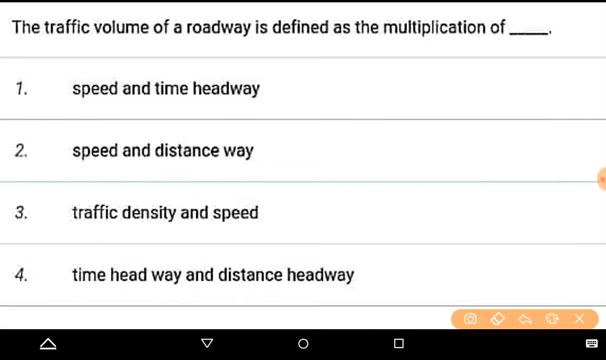 The traffic volume of a roadway is defined as the multiplication of _____.
1. speed and time headway
2. speed and distance way
3. traffic density and speed
4. time head way and distance headway